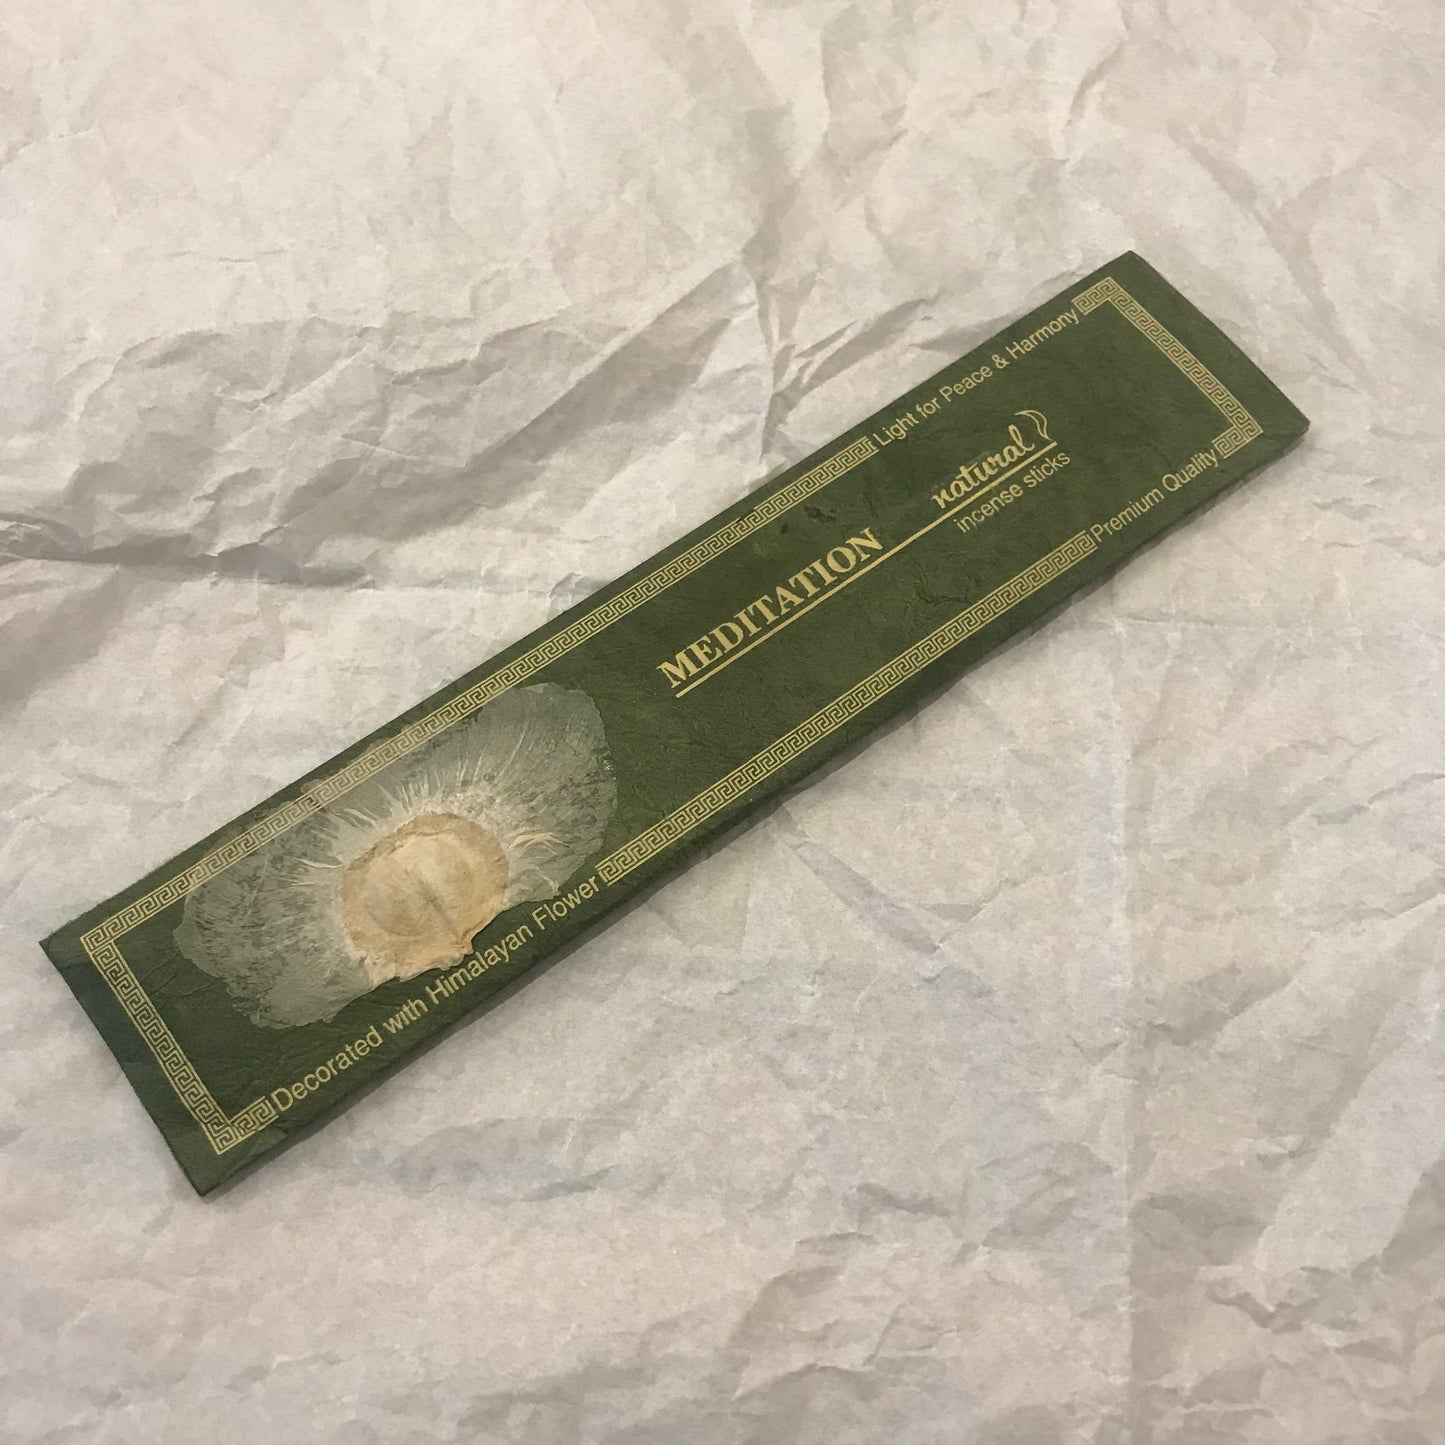 Light for Peace & Harmony
MEDITATION
natural
incense sticks
Decorated with Himalayan Flower
Premium Quality